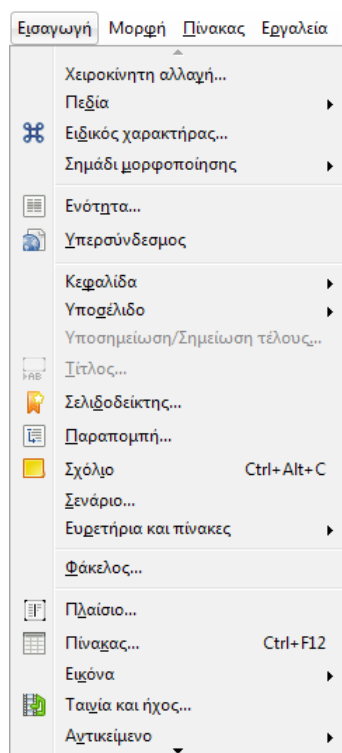 Εισαγωγή Μορφή Πίνακας Εργαλεία
Χειροκίνητη αλλαγή...
Πεδία
Ειδικός χαρακτήρας...
Σημάδι μορφοποίησης
Ενότητα...
Υπερσύνδεσμος
Κεφαλίδα
Υποσέλιδο
Υποσημείωση/Σημείωση τέλους...
Τίτλος...
Σελιδοδείκτης...
Παραπομπή...
Σχόλιο Ctrl+Alt+C
Σενάριο...
Ευρετήρια και πίνακες
Φάκελος...
Πλαίσιο...
Πίνακας... Ctrl+F12
Εικόνα
Ταινία και ήχος...
Αντικείμενο